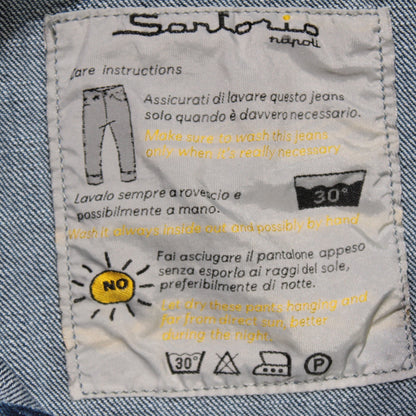 Sartorio
napoli
Care instructions
Assicurati di lavare questo jeans
solo quando è davvero necessario.
Make sure to wash this jeans
only when it's really necessary
Lavalo sempre a rovescio e
possibilmente a mano.
30°
Wash it always inside out and possibly by hand
Fai asciugare il pantalone appeso
senza esporlo ai raggi del sole,
preferibilmente di notte.
NO
Let dry these pants hanging and
far from direct sun, better
during the night.
30° P